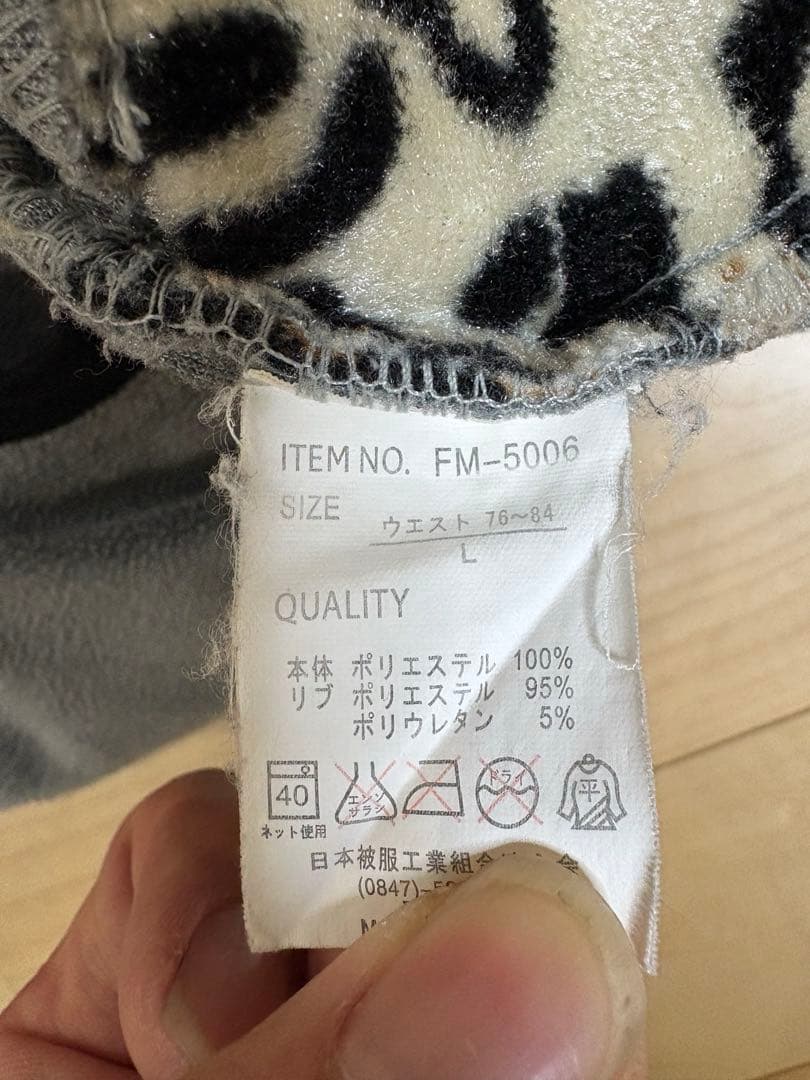 ITEM NO. FM-5006
SIZE
ウエスト 76~84
L
QUALITY
本体 ポリエステル 100%
リブ ポリエステル 95%
ポリウレタン 5%
40
エンソ
サラシ
ドライ
平
ネット使用
日本被服工業組合
(0847)-52